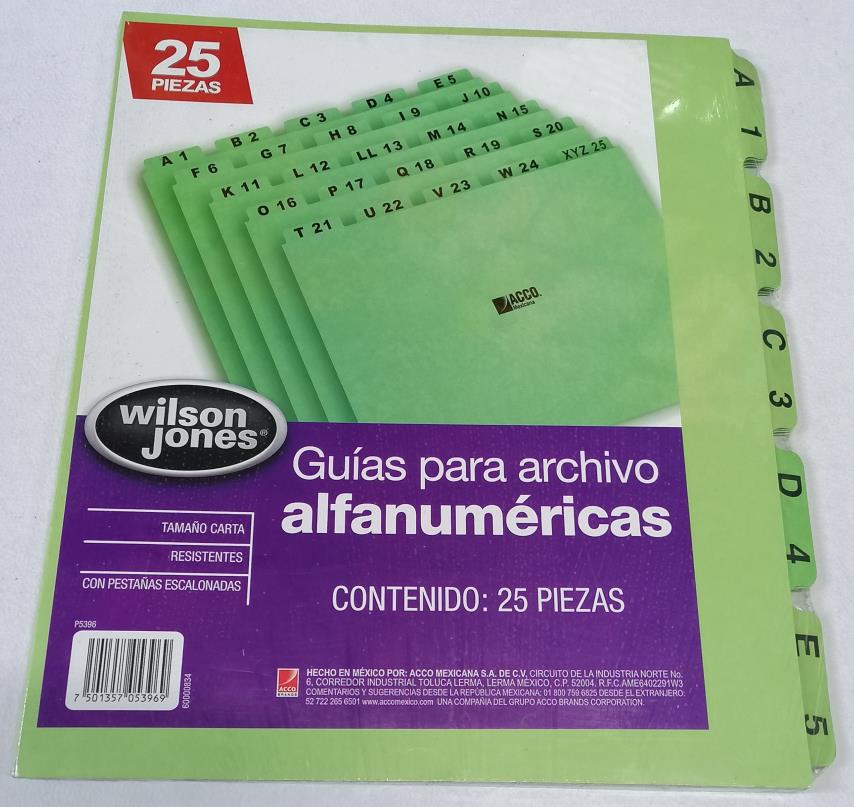 25
PIEZAS
A 1 B 2 C 3 D 4 E 5
F 6 G 7 H 8 I 9 J 10
K 11 L 12 LL 13 M 14 N 15
O 16 P 17 Q 18 R 19 S 20
T 21 U 22 V 23 W 24 XYZ 25
ACCO.
Mexicana
wilson
jones®
Guías para archivo
alfanuméricas
TAMAÑO CARTA
RESISTENTES
CON PESTAÑAS ESCALONADAS
CONTENIDO: 25 PIEZAS
P5396
7 501357 053969
60000834
ACCO
BRANDS
HECHO EN MÉXICO POR: ACCO MEXICANA S.A. DE C.V. CIRCUITO DE LA INDUSTRIA NORTE No.
6, CORREDOR INDUSTRIAL TOLUCA LERMA, LERMA MÉXICO, C.P. 52004, R.F.C.AME6402291W3
COMENTARIOS Y SUGERENCIAS DESDE LA REPÚBLICA MEXICANA: 01 800 759 6825 DESDE EL EXTRANJERO:
52 722 265 6501 www.accomexico.com UNA COMPAÑIA DEL GRUPO ACCO BRANDS CORPORATION.
A 1
B 2
C 3
D 4
E 5